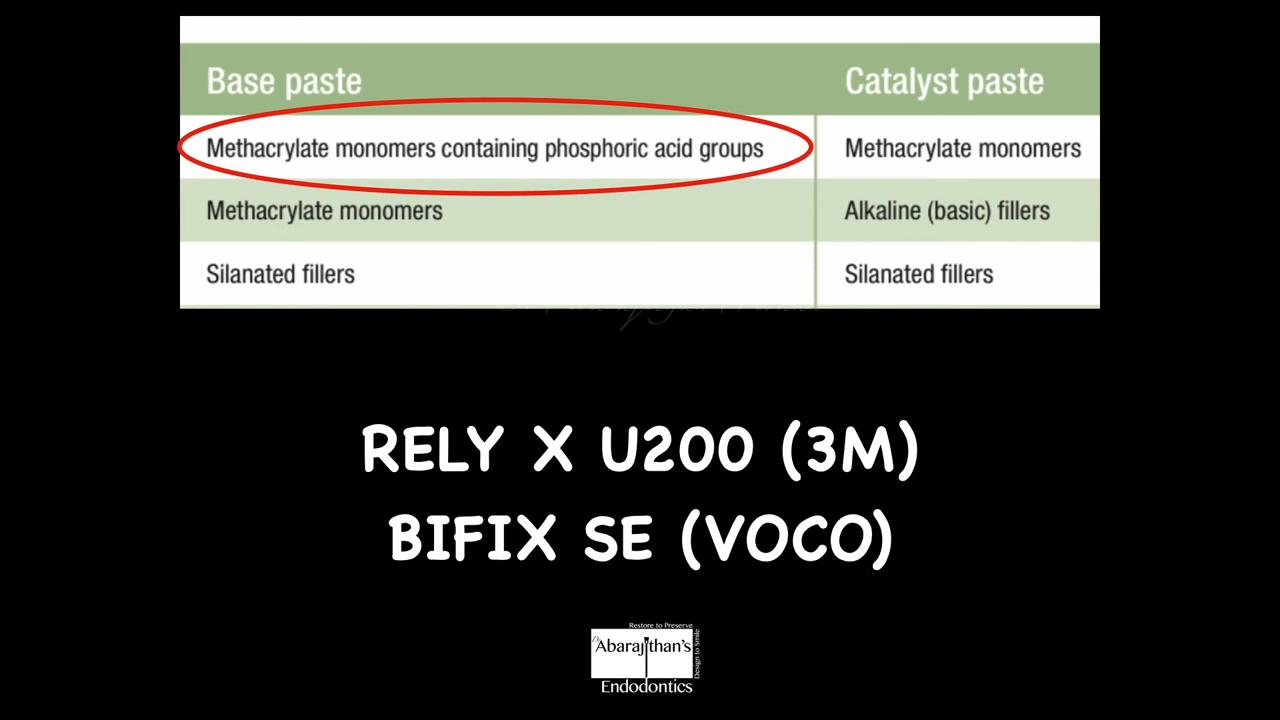 Base paste Catalyst paste
Methacrylate monomers containing phosphoric acid groups Methacrylate monomers
Methacrylate monomers Alkaline (basic) fillers
Silanated fillers Silanated fillers
RELY X U200 (3M)
BIFIX SE (VOCO)
Restore to Preserve
Dr Abarajithan's
Design to Smile
Endodontics